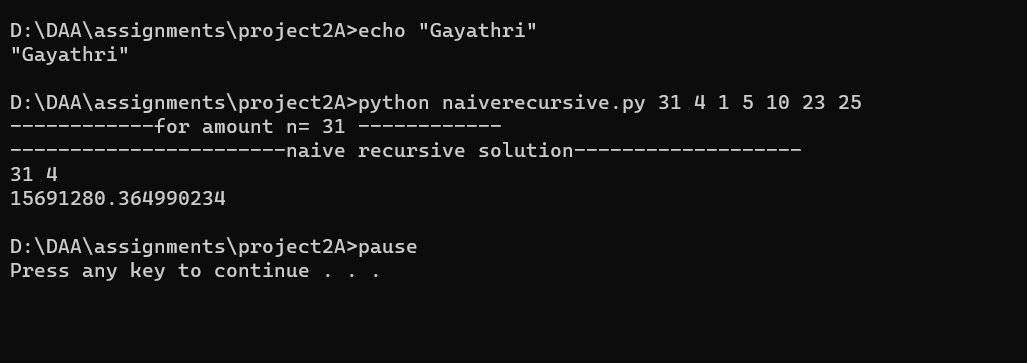 D:\DAA\assignments\project2A>echo "Gayathri"
"Gayathri"
D:\DAA\assignments\project2A>python naiverecursive.py 31 4 1 5 10 23 25
------------for amount n= 31 ------------
-----------------------naive recursive solution-------------------
31 4
15691280.364990234
D:\DAA\assignments\project2A>pause
Press any key to continue . . .